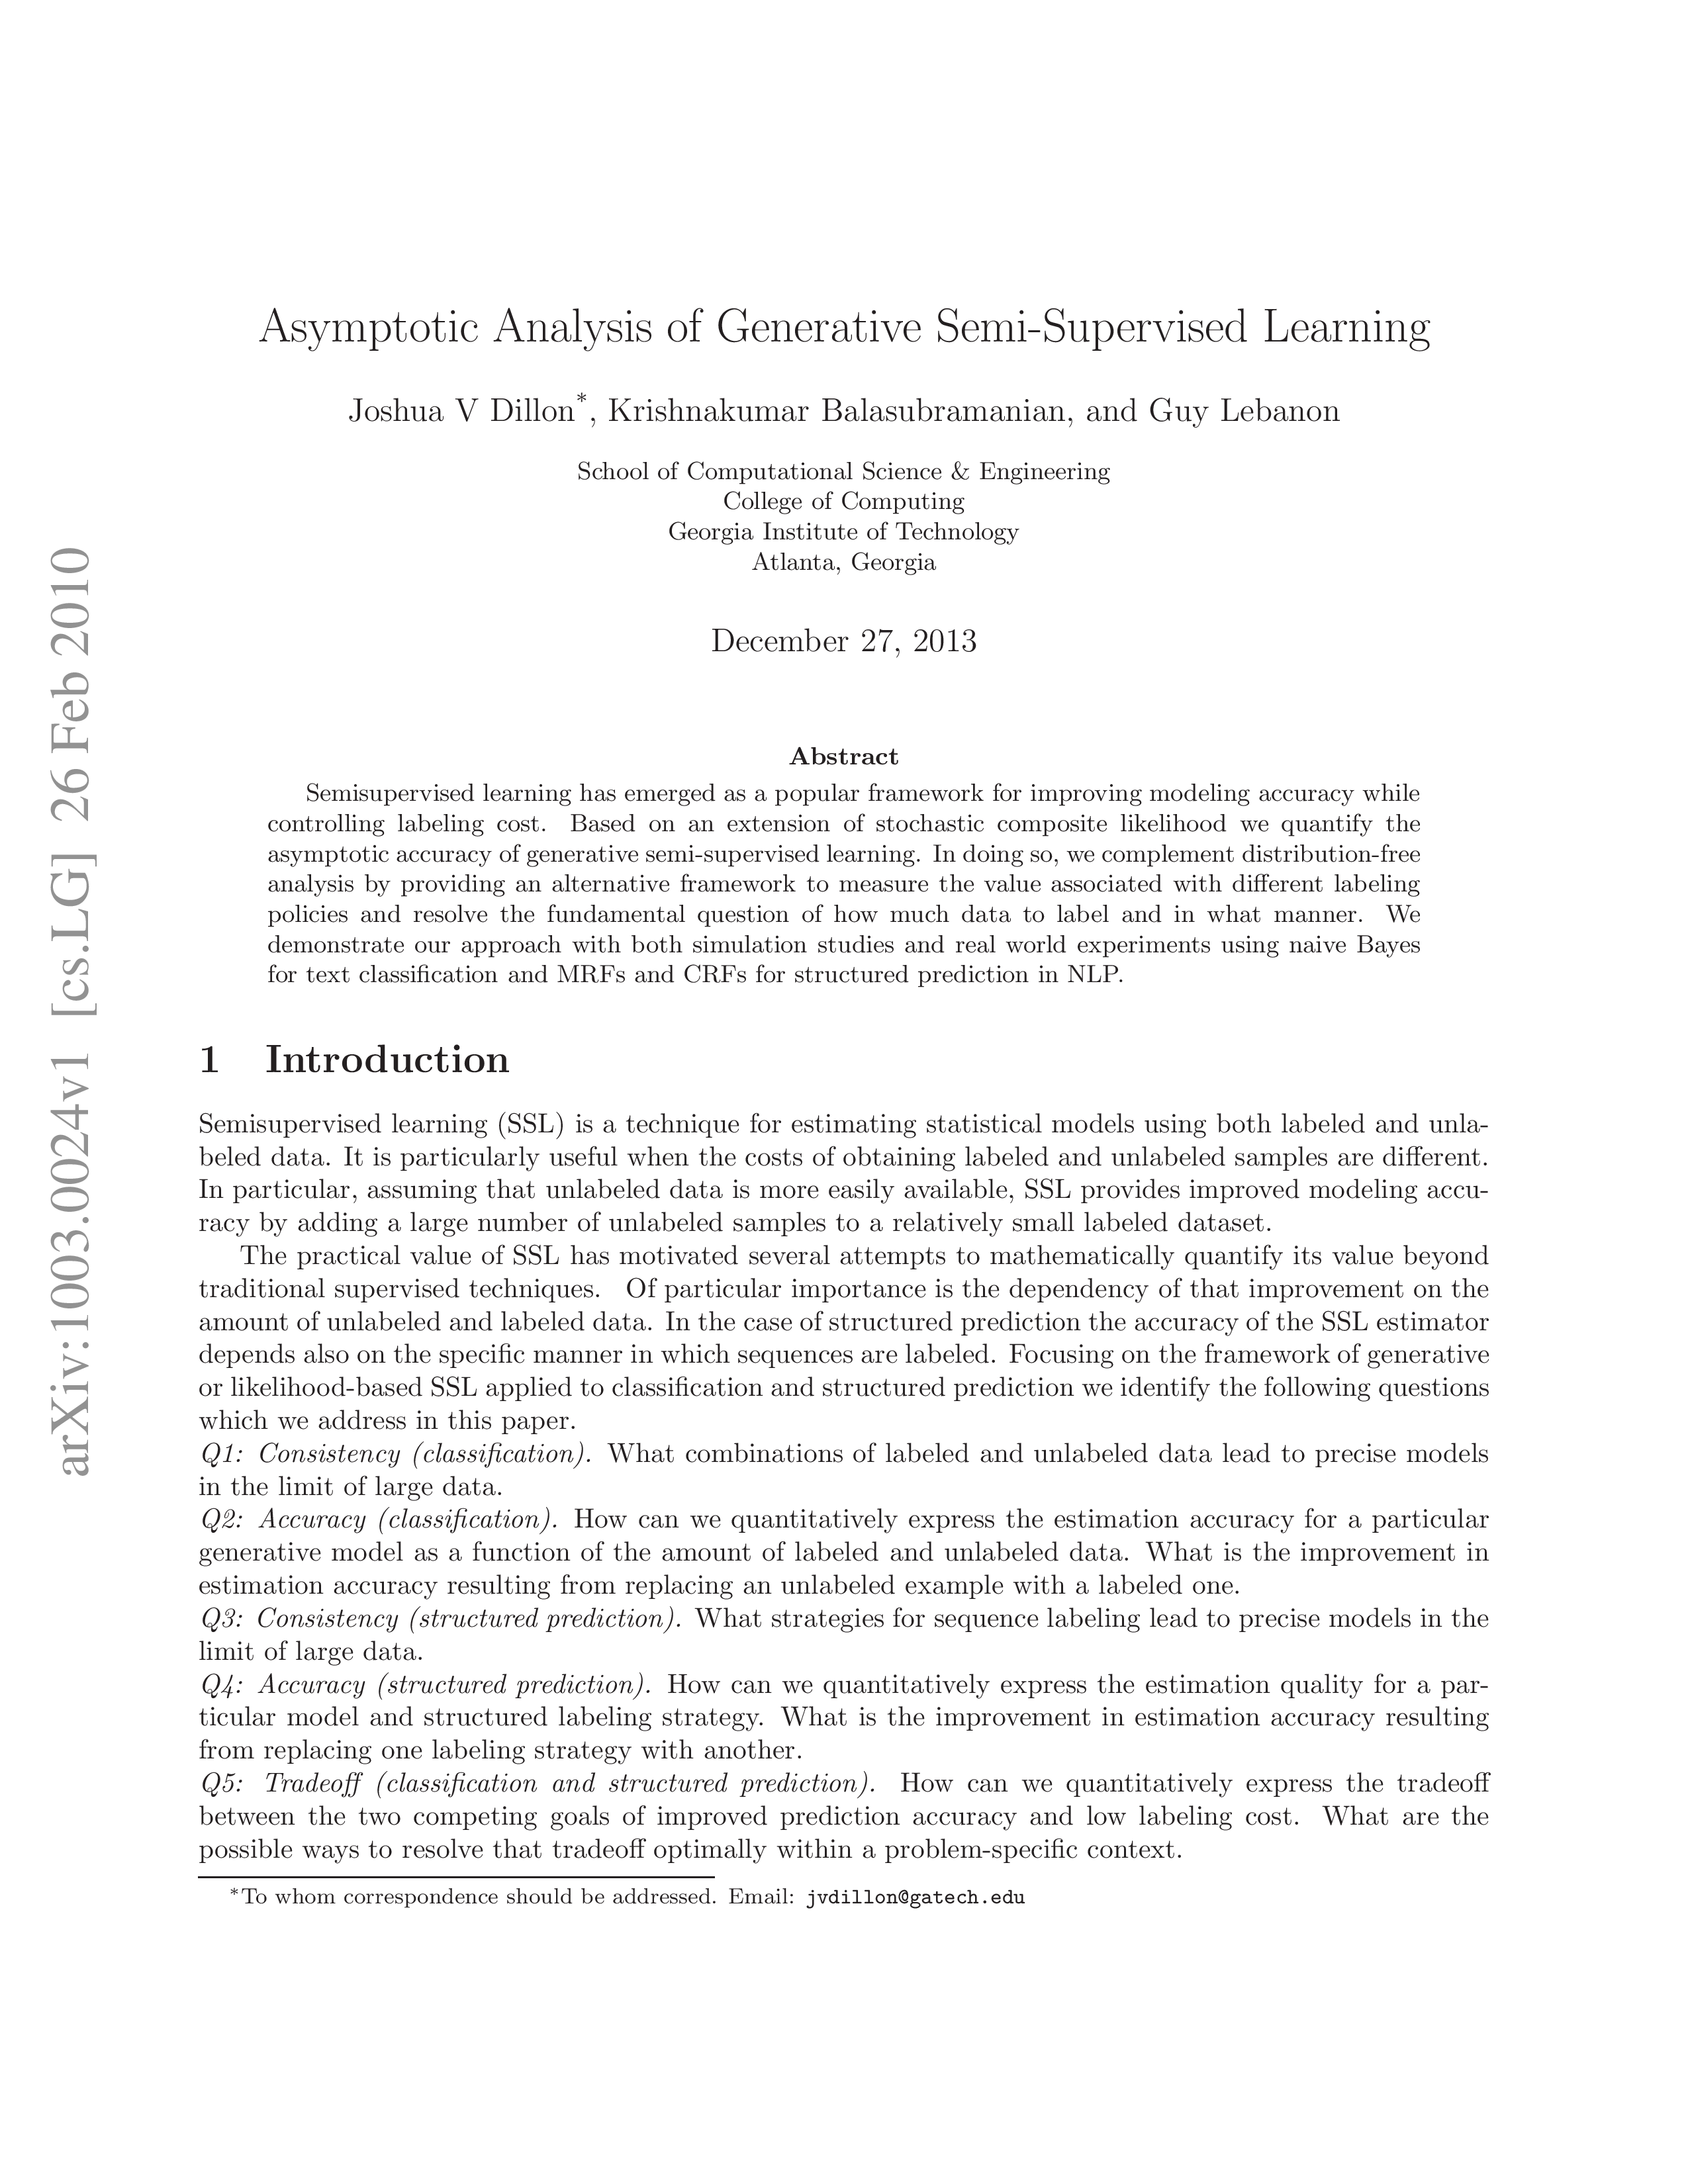 Asymptotic Analysis of Generative Semi-Supervised Learning
Joshua V Dillon*, Krishnakumar Balasubramanian, and Guy Lebanon
School of Computational Science & Engineering
College of Computing
Georgia Institute of Technology
Atlanta, Georgia
December 27, 2013
arXiv:1003.0024v1 [cs.LG] 26 Feb 2010
Abstract
Semisupervised learning has emerged as a popular framework for improving modeling accuracy while
controlling labeling cost. Based on an extension of stochastic composite likelihood we quantify the
asymptotic accuracy of generative semi-supervised learning. In doing so, we complement distribution-free
analysis by providing an alternative framework to measure the value associated with different labeling
policies and resolve the fundamental question of how much data to label and in what manner. We
demonstrate our approach with both simulation studies and real world experiments using naive Bayes
for text classification and MRFs and CRFs for structured prediction in NLP.
1 Introduction
Semisupervised learning (SSL) is a technique for estimating statistical models using both labeled and unla-
beled data. It is particularly useful when the costs of obtaining labeled and unlabeled samples are different.
In particular, assuming that unlabeled data is more easily available, SSL provides improved modeling accu-
racy by adding a large number of unlabeled samples to a relatively small labeled dataset.
The practical value of SSL has motivated several attempts to mathematically quantify its value beyond
traditional supervised techniques. Of particular importance is the dependency of that improvement on the
amount of unlabeled and labeled data. In the case of structured prediction the accuracy of the SSL estimator
depends also on the specific manner in which sequences are labeled. Focusing on the framework of generative
or likelihood-based SSL applied to classification and structured prediction we identify the following questions
which we address in this paper.
Q1: Consistency (classification). What combinations of labeled and unlabeled data lead to precise models
in the limit of large data.
Q2: Accuracy (classification). How can we quantitatively express the estimation accuracy for a particular
generative model as a function of the amount of labeled and unlabeled data. What is the improvement in
estimation accuracy resulting from replacing an unlabeled example with a labeled one.
Q3: Consistency (structured prediction). What strategies for sequence labeling lead to precise models in the
limit of large data.
Q4: Accuracy (structured prediction). How can we quantitatively express the estimation quality for a par-
ticular model and structured labeling strategy. What is the improvement in estimation accuracy resulting
from replacing one labeling strategy with another.
Q5: Tradeoff (classification and structured prediction). How can we quantitatively express the tradeoff
between the two competing goals of improved prediction accuracy and low labeling cost. What are the
possible ways to resolve that tradeoff optimally within a problem-specific context.
*To whom correspondence should be addressed. Email: jvdillon@gatech.edu